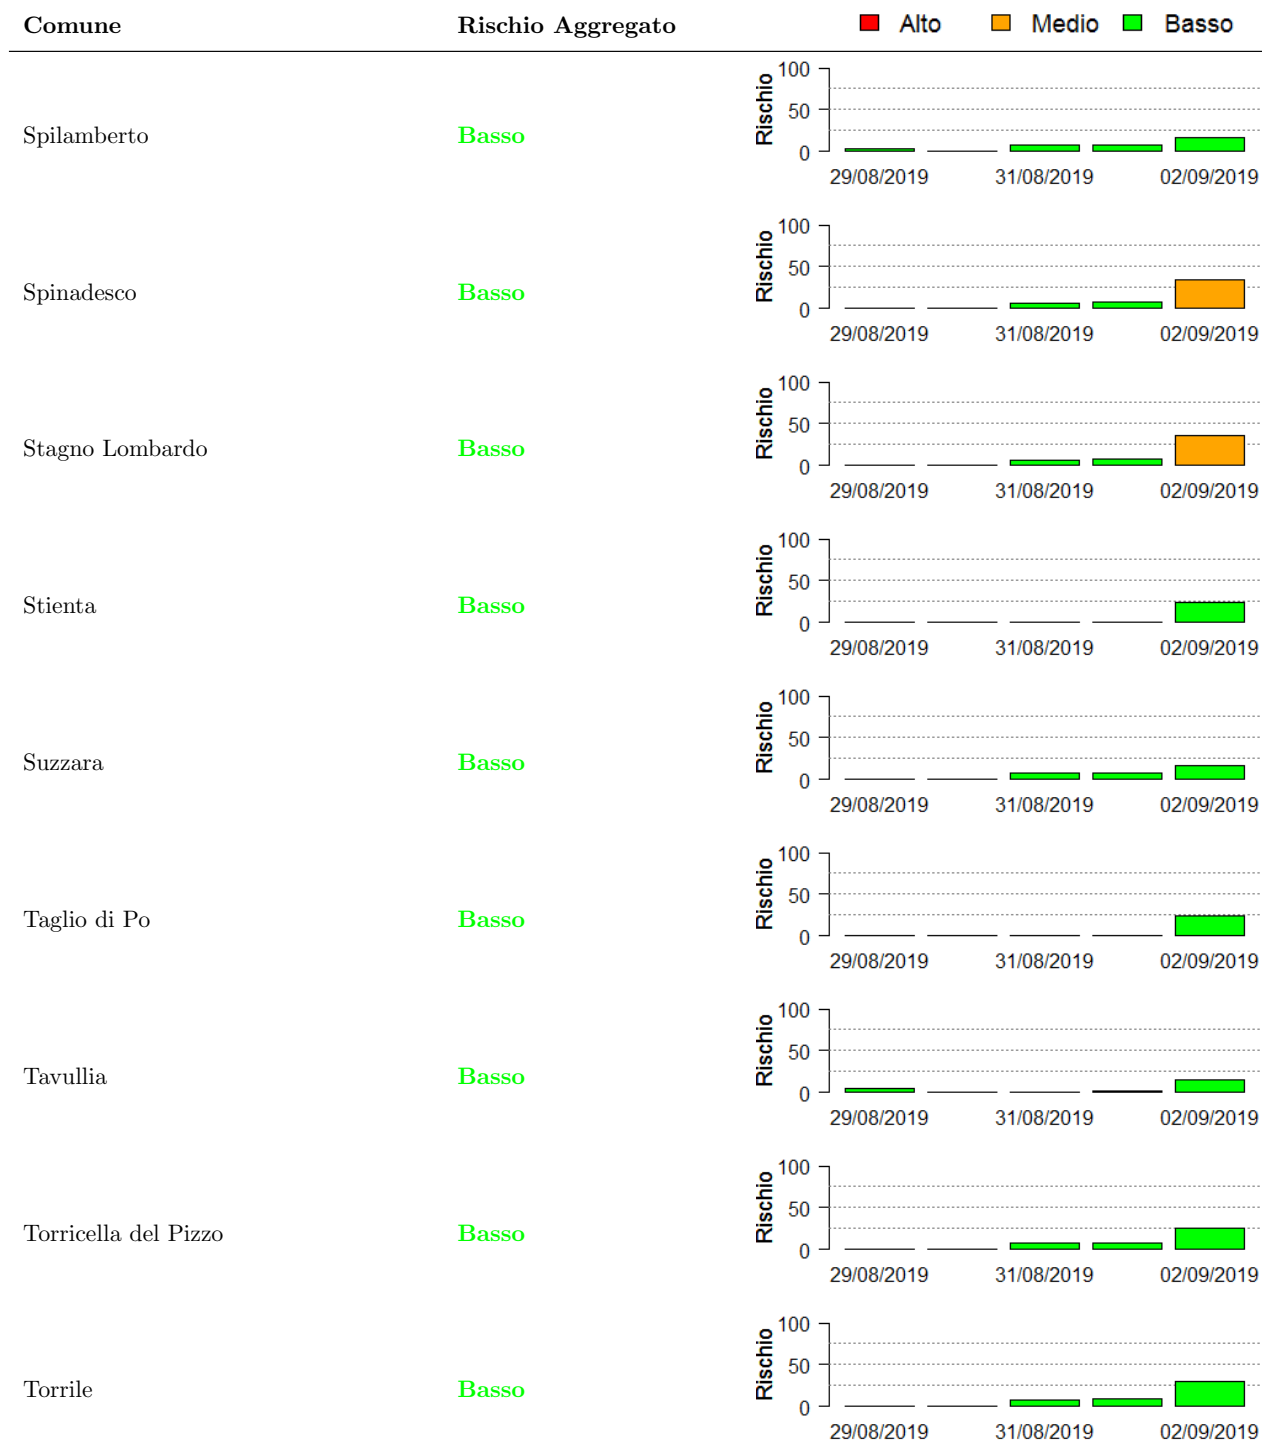 Comune Rischio Aggregato Alto Medio Basso
Spilamberto Basso
Rischio
100
50
0
29/08/2019 31/08/2019 02/09/2019
Spinadesco Basso
Rischio
100
50
0
29/08/2019 31/08/2019 02/09/2019
Stagno Lombardo Basso
Rischio
100
50
0
29/08/2019 31/08/2019 02/09/2019
Stienta Basso
Rischio
100
50
0
29/08/2019 31/08/2019 02/09/2019
Suzzara Basso
Rischio
100
50
0
29/08/2019 31/08/2019 02/09/2019
Taglio di Po Basso
Rischio
100
50
0
29/08/2019 31/08/2019 02/09/2019
Tavullia Basso
Rischio
100
50
0
29/08/2019 31/08/2019 02/09/2019
Torricella del Pizzo Basso
Rischio
100
50
0
29/08/2019 31/08/2019 02/09/2019
Torrile Basso
Rischio
100
50
0
29/08/2019 31/08/2019 02/09/2019